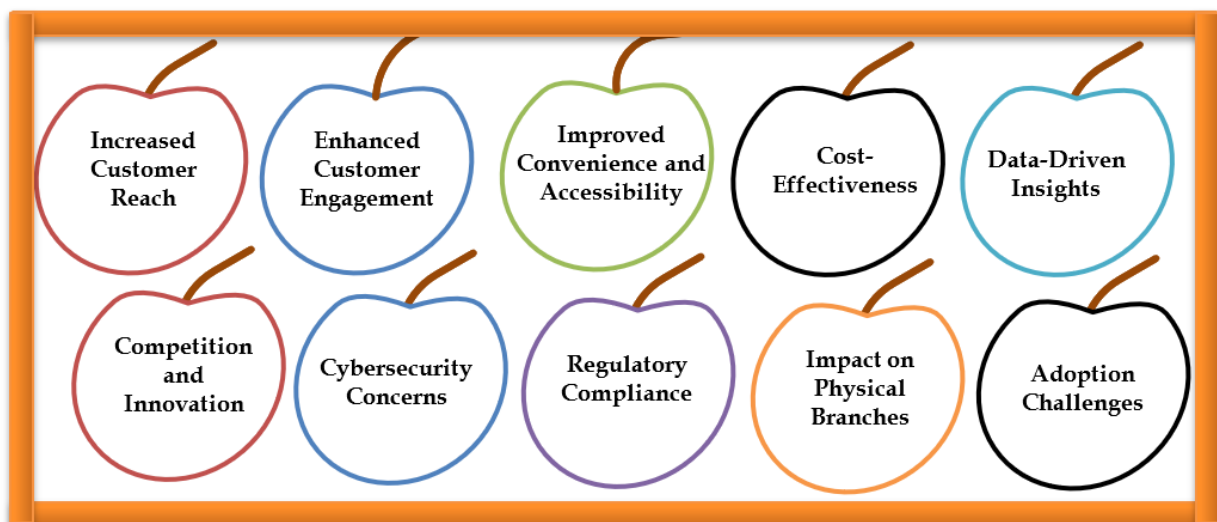 Increased
Customer
Reach
Enhanced
Customer
Engagement
Improved
Convenience and
Accessibility
Cost-
Effectiveness
Data-Driven
Insights
Competition
and
Innovation
Cybersecurity
Concerns
Regulatory
Compliance
Impact on
Physical
Branches
Adoption
Challenges